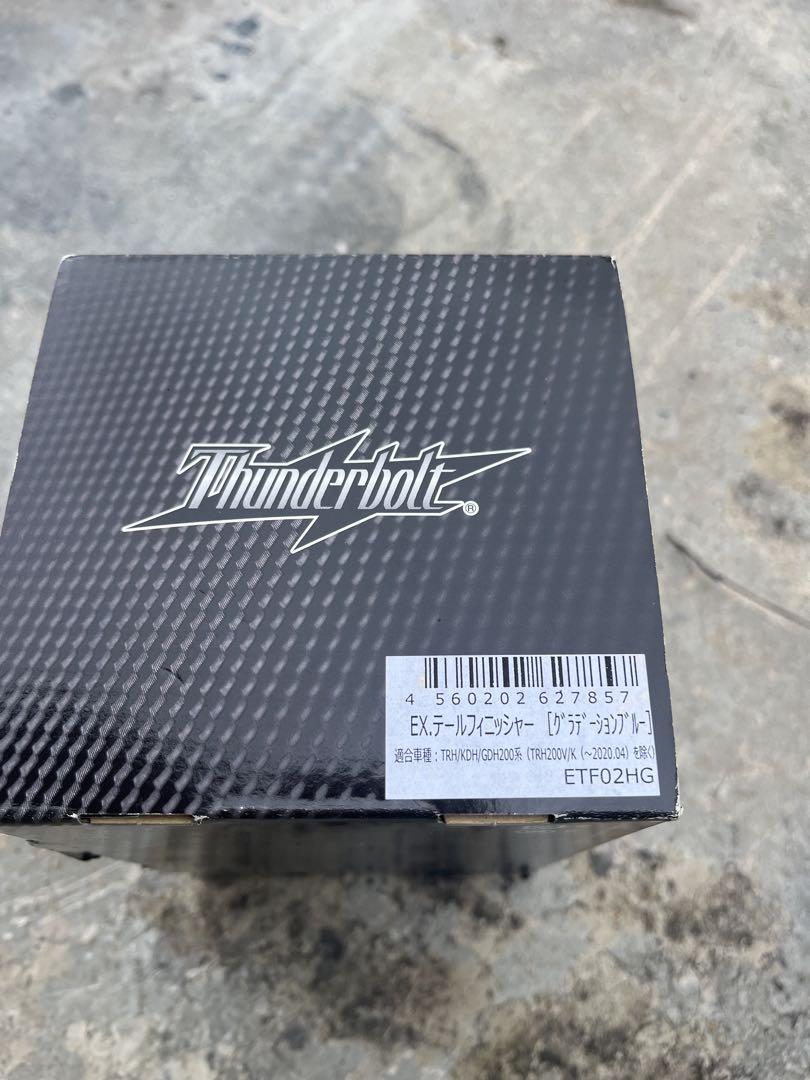 Thunderbolt®
4 560202 627857
EX.テールフィニッシャー [ｸﾞﾗﾃﾞｰｼｮﾝﾌﾞﾙｰ]
適合車種：TRH/KDH/GDH200系（TRH200V/K（～2020.04）を除く）
ETF02HG